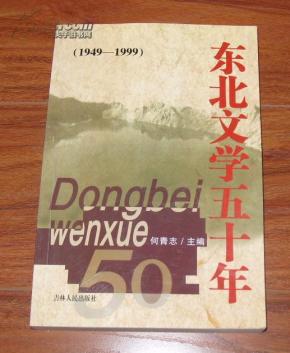 (1949—1999)
东北文学五十年
Dongbei
wenxue
何青志/主编
50
吉林人民出版社